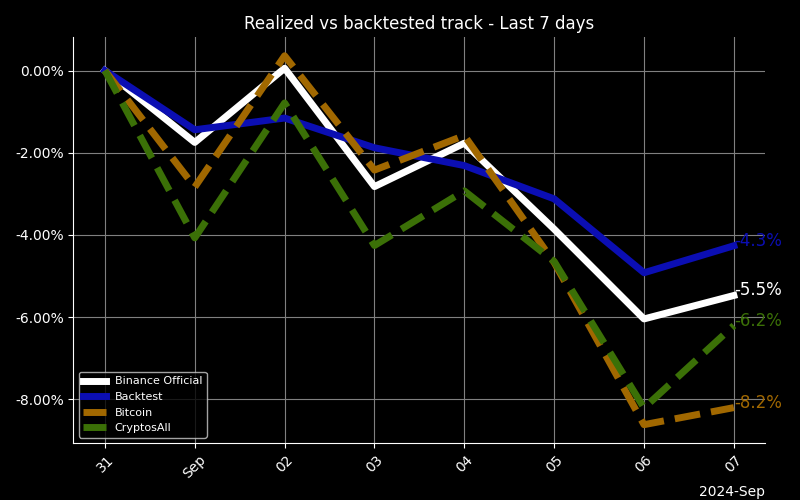 Realized vs backtested track - Last 7 days
0.00%
-2.00%
-4.00%
-6.00%
-8.00%
-4.3%
-5.5%
-6.2%
-8.2%
Binance Official
Backtest
Bitcoin
CryptosAll
31
Sep
02
03
04
05
06
07
2024-Sep